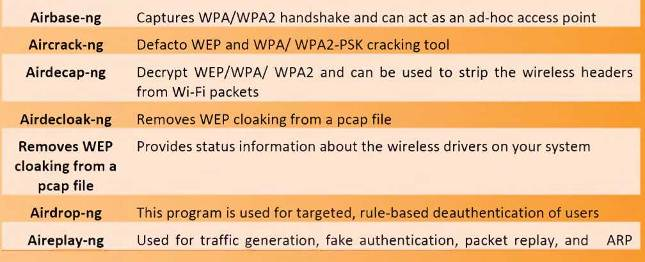 Airbase-ng Captures WPA/WPA2 handshake and can act as an ad-hoc access point
Aircrack-ng Defacto WEP and WPA/ WPA2-PSK cracking tool
Airdecap-ng Decrypt WEP/WPA/ WPA2 and can be used to strip the wireless headers
from Wi-Fi packets
Airdecloak-ng Removes WEP cloaking from a pcap file
Removes WEP Provides status information about the wireless drivers on your system
cloaking from a
pcap file
Airdrop-ng This program is used for targeted, rule-based deauthentication of users
Aireplay-ng Used for traffic generation, fake authentication, packet replay, and ARP